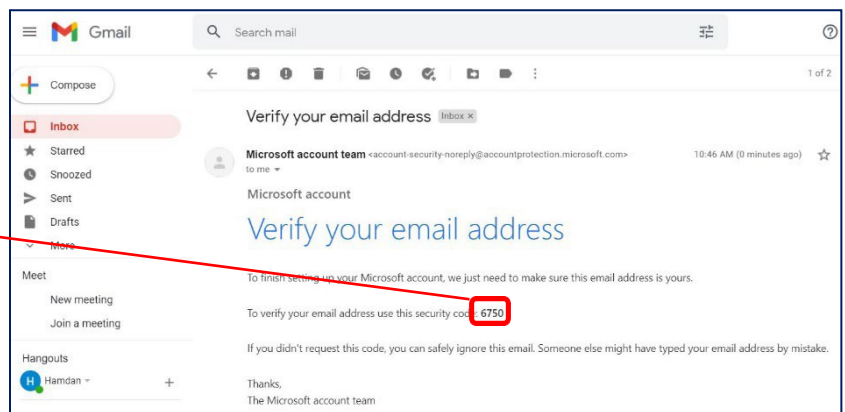 Gmail
Search mail
Compose
1 of 2
Verify your email address Inbox x
Inbox
Starred
Microsoft account team <account-security-noreply@accountprotection.microsoft.com> 10:46 AM (0 minutes ago)
to me
Snoozed
Sent
Microsoft account
Drafts
Verify your email address
More
Meet
To finish setting up your Microsoft account, we just need to make sure this email address is yours.
New meeting
To verify your email address use this security code: 6750
Join a meeting
If you didn't request this code, you can safely ignore this email. Someone else might have typed your email address by mistake.
Hangouts
H Hamdan +
Thanks,
The Microsoft account team